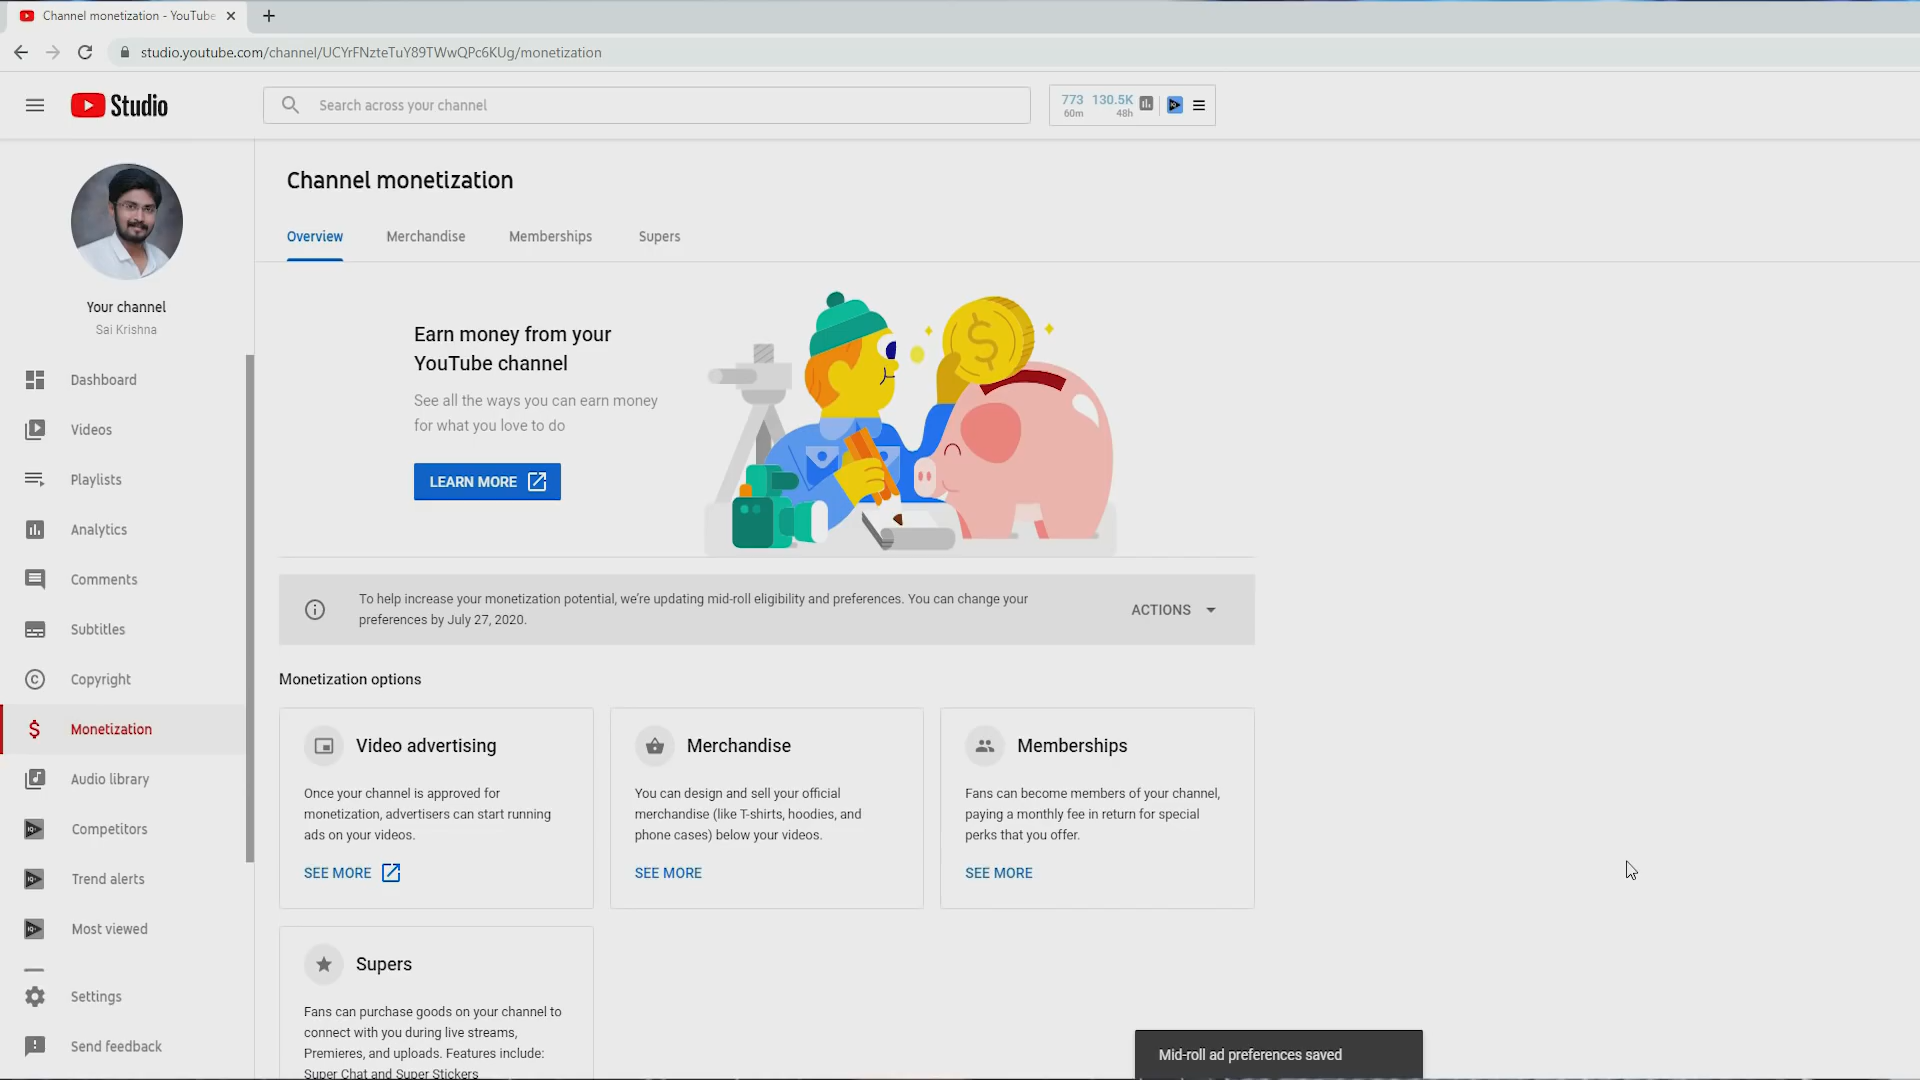 Channel monetization - YouTube
studio.youtube.com/channel/UCYrFNzteTuY89TWwQPc6KUg/monetization
Studio
Search across your channel
773 130.5K
60m 48h
Channel monetization
Overview Merchandise Memberships Supers
Your channel
Sai Krishna
Dashboard
Videos
Playlists
Analytics
Comments
Subtitles
Copyright
Monetization
Audio library
Competitors
Trend alerts
Most viewed
Settings
Send feedback
Earn money from your
YouTube channel
See all the ways you can earn money
for what you love to do
LEARN MORE
To help increase your monetization potential, we're updating mid-roll eligibility and preferences. You can change your
preferences by July 27, 2020.
ACTIONS
Monetization options
Video advertising
Once your channel is approved for
monetization, advertisers can start running
ads on your videos.
SEE MORE
Merchandise
You can design and sell your official
merchandise (like T-shirts, hoodies, and
phone cases) below your videos.
SEE MORE
Memberships
Fans can become members of your channel,
paying a monthly fee in return for special
perks that you offer.
SEE MORE
Supers
Fans can purchase goods on your channel to
connect with you during live streams,
Premieres, and uploads. Features include:
Super Chat and Super Stickers
Mid-roll ad preferences saved